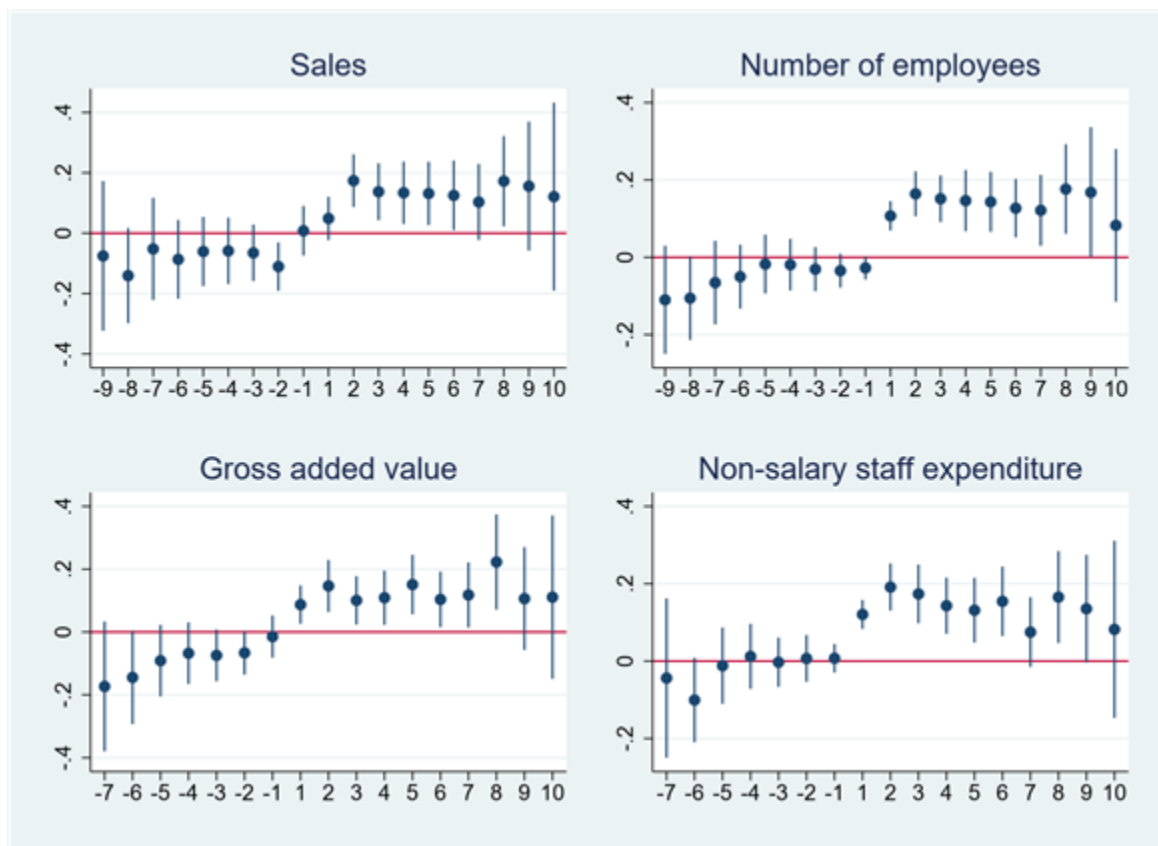 Sales
.4
.2
0
-.2
-.4
-9 -8 -7 -6 -5 -4 -3 -2 -1 1 2 3 4 5 6 7 8 9 10
Number of employees
.4
.2
0
-.2
-9 -8 -7 -6 -5 -4 -3 -2 -1 1 2 3 4 5 6 7 8 9 10
Gross added value
.4
.2
0
-.2
-.4
-7 -6 -5 -4 -3 -2 -1 1 2 3 4 5 6 7 8 9 10
Non-salary staff expenditure
.4
.2
0
-.2
-7 -6 -5 -4 -3 -2 -1 1 2 3 4 5 6 7 8 9 10